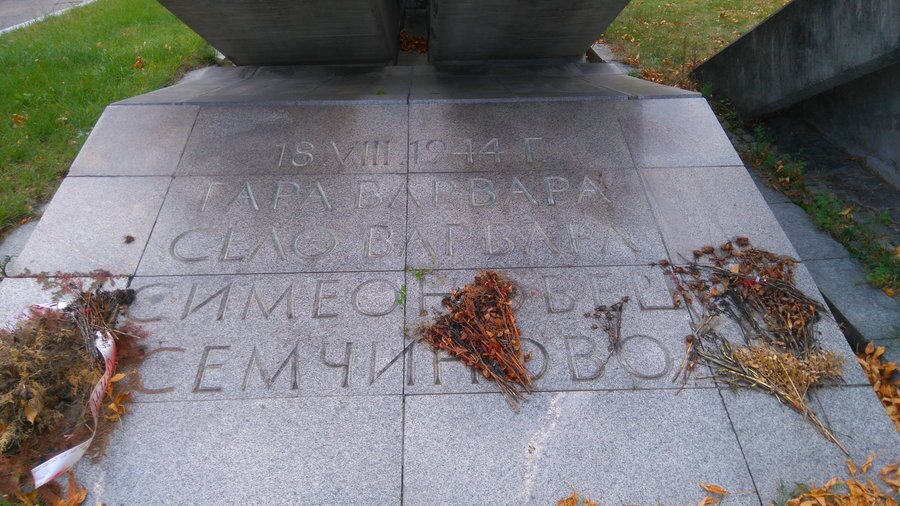 18.VIII.1944 Г
ГАРА ВАРВАРА
СЕЛО ВАРВАРА
СИМЕОНОВЕЦ
СЕМЧИНОВО